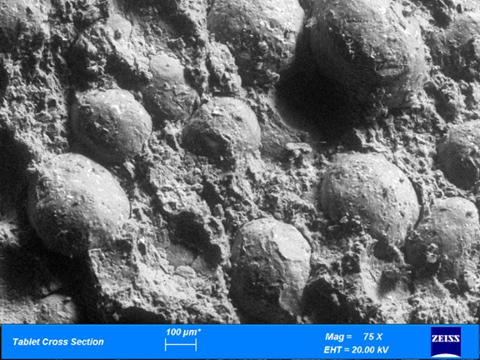 Tablet Cross Section
100 µm*
Mag = 75 X
EHT = 20.00 kV
ZEISS